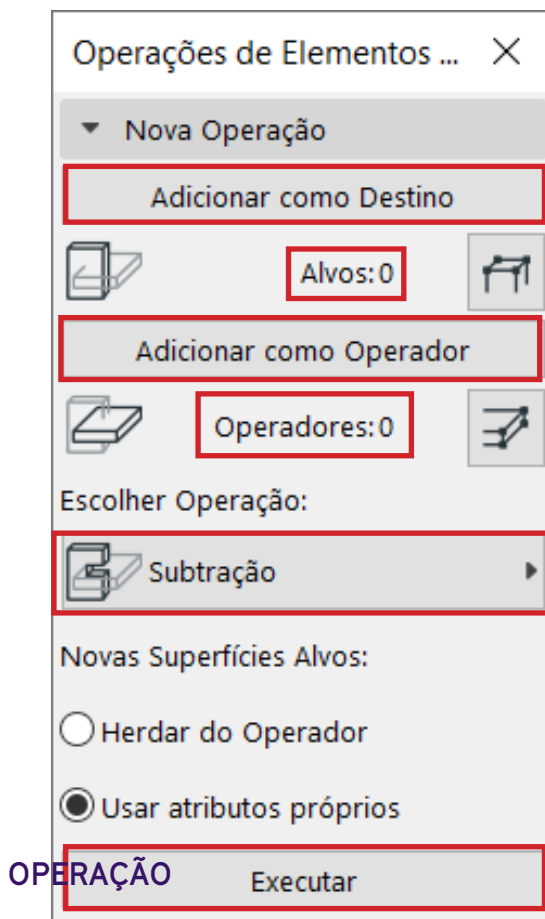 Operações de Elementos ...
Nova Operação
Adicionar como Destino
Alvos: 0
Adicionar como Operador
Operadores: 0
Escolher Operação:
Subtração
Novas Superfícies Alvos:
Herdar do Operador
Usar atributos próprios
OPERAÇÃO
Executar